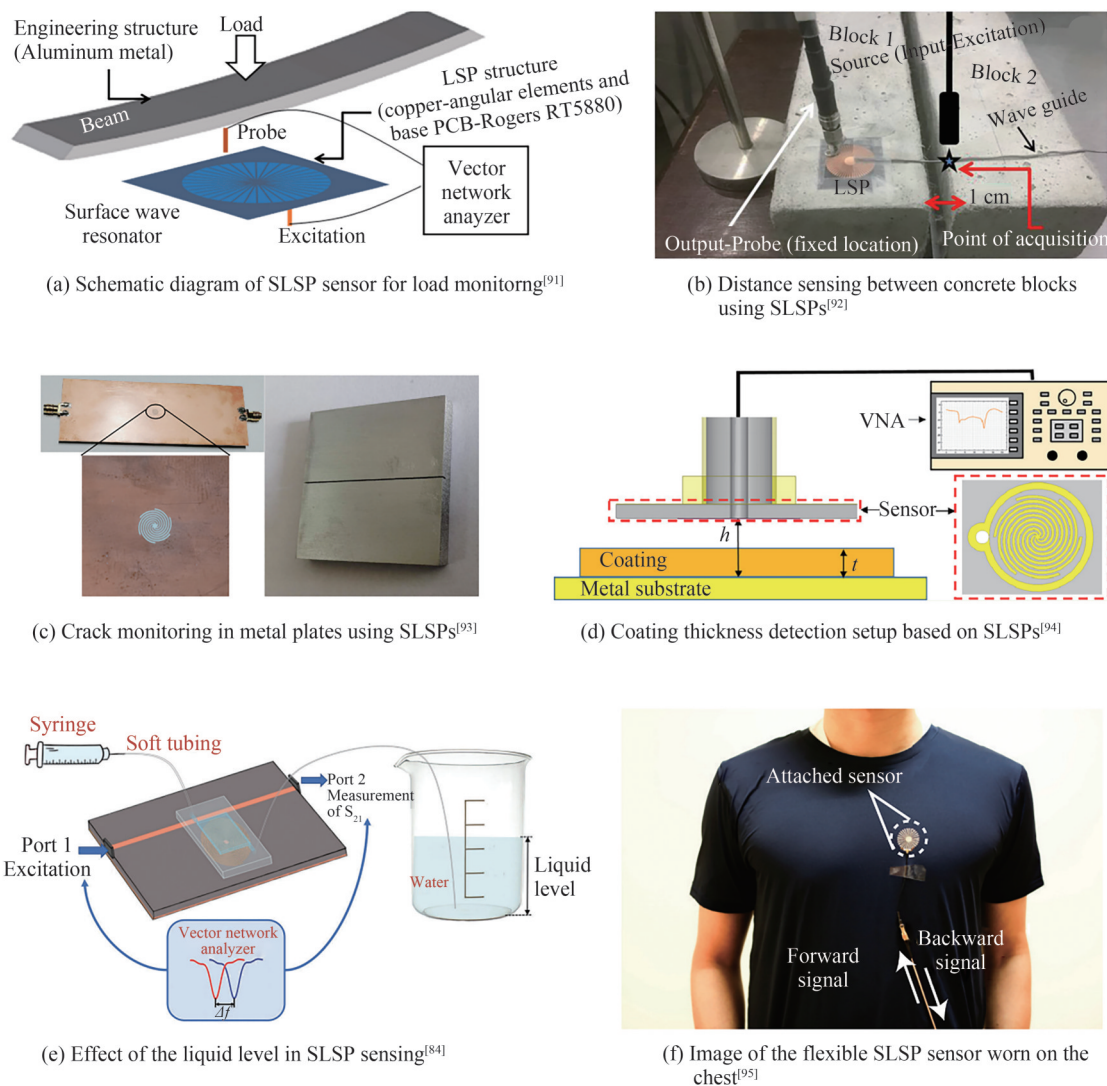 Engineering structure
(Aluminum metal)
Load
Beam
LSP structure
(copper-angular elements and
base PCB-Rogers RT5880)
Probe
Vector
network
anayzer
Surface wave
resonator
Excitation
(a) Schematic diagram of SLSP sensor for load monitorng[91]
Block 1
Source (Input-Excitation)
Block 2
Wave guide
LSP
1 cm
Output-Probe (fixed location)
Point of acquisition
(b) Distance sensing between concrete blocks
using SLSPs[92]
(c) Crack monitoring in metal plates using SLSPs[93]
VNA
Sensor
h
Coating
t
Metal substrate
(d) Coating thickness detection setup based on SLSPs[94]
Syringe
Soft tubing
Port 2
Measurement
of S21
Port 1
Excitation
Water
Liquid
level
Vector network
analyzer
Δf
(e) Effect of the liquid level in SLSP sensing[84]
Attached sensor
Forward
signal
Backward
signal
(f) Image of the flexible SLSP sensor worn on the
chest[95]